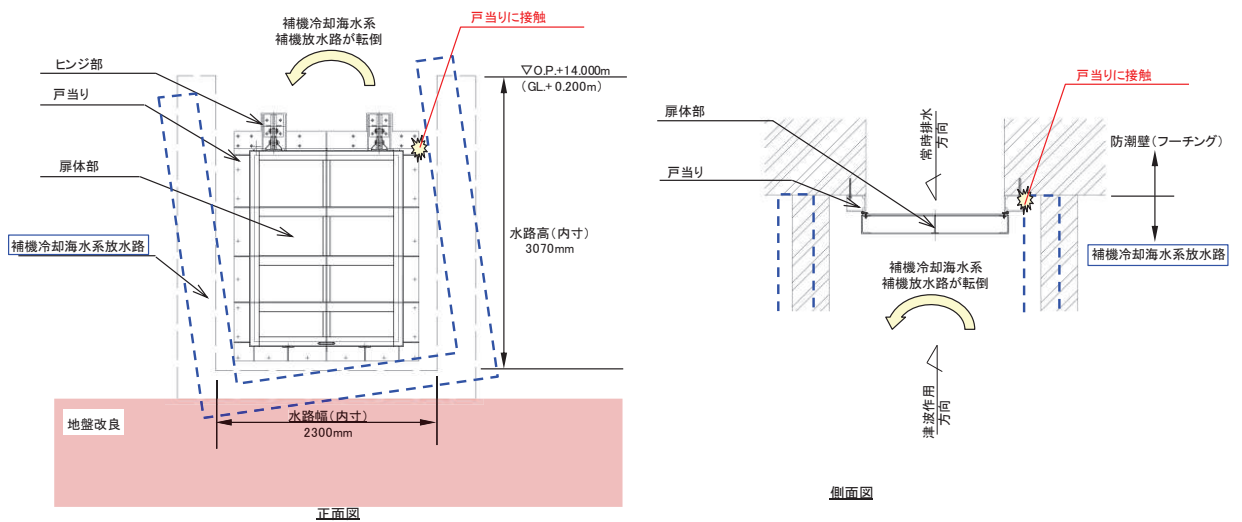 補機冷却海水系
補機放水路が転倒
戸当りに接触
ヒンジ部
戸当り
扉体部
補機冷却海水系放水路
▽O.P.+14.000m
(GL.+0.200m)
水路高(内寸)
3070mm
地盤改良
水路幅(内寸)
2300mm
正面図
戸当りに接触
扉体部
戸当り
常時排水
方向
防潮壁(フーチング)
補機冷却海水系放水路
補機冷却海水系
補機放水路が転倒
津波作用
方向
側面図